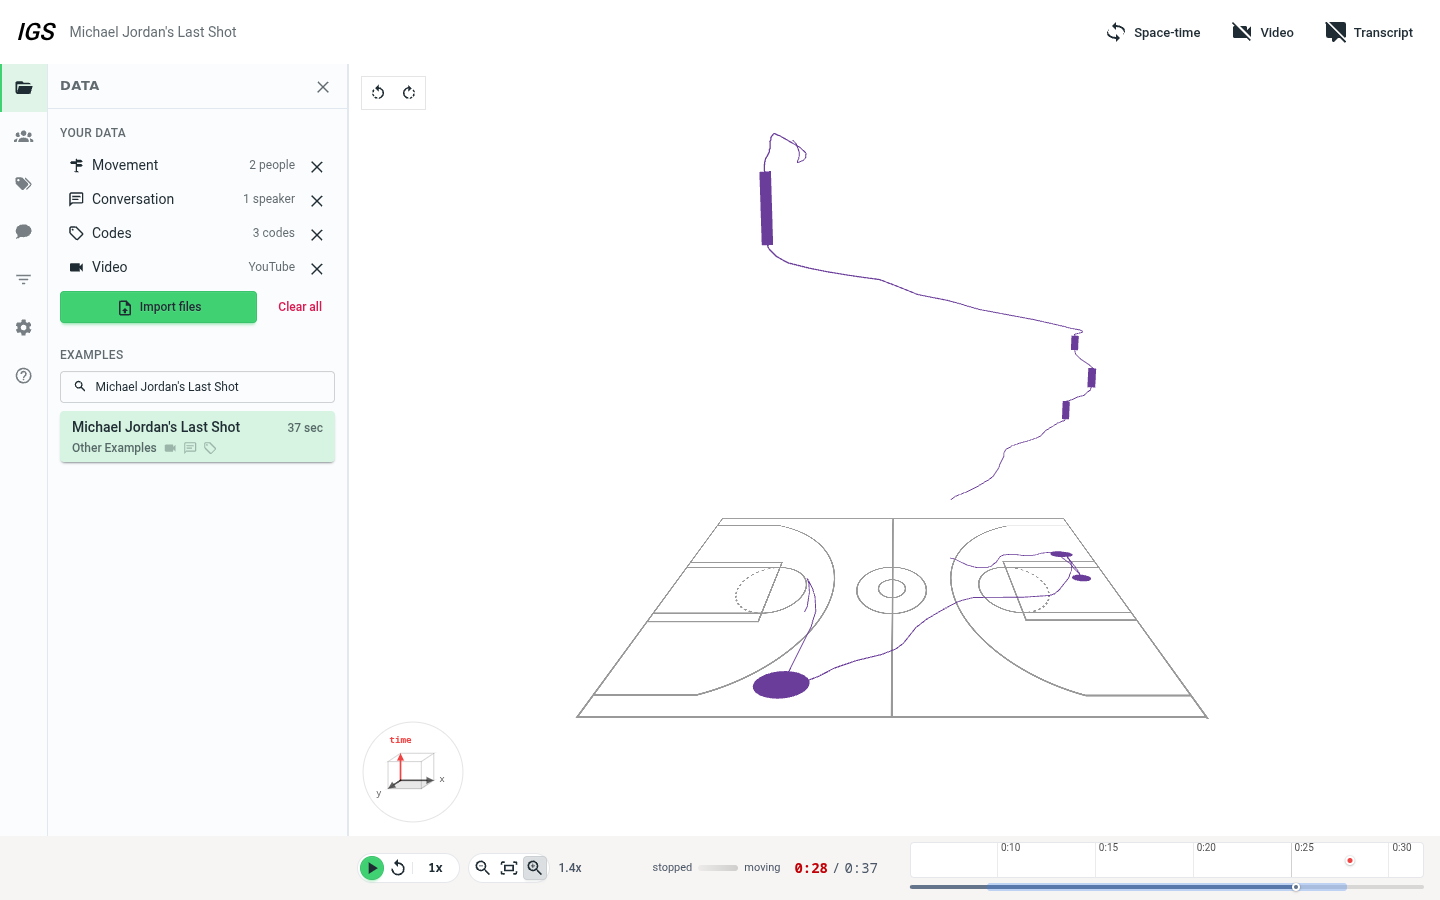 IGS Michael Jordan's Last Shot
Space-time Video Transcript
DATA
YOUR DATA
Movement 2 people
Conversation 1 speaker
Codes 3 codes
Video YouTube
Import files Clear all
EXAMPLES
Michael Jordan's Last Shot
Michael Jordan's Last Shot 37 sec
Other Examples
time
x
y
1x
1.4x
stopped moving
0:28 / 0:37
0:10 0:15 0:20 0:25 0:30